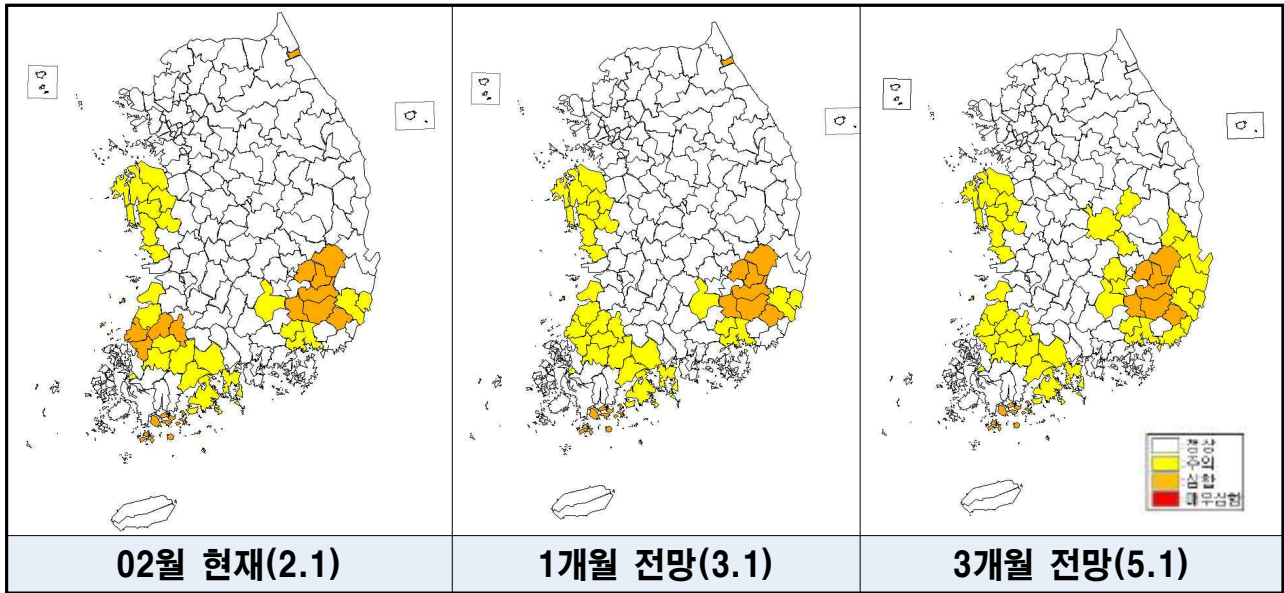 정상
주의
심함
매우심함
02월 현재(2.1)
1개월 전망(3.1)
3개월 전망(5.1)